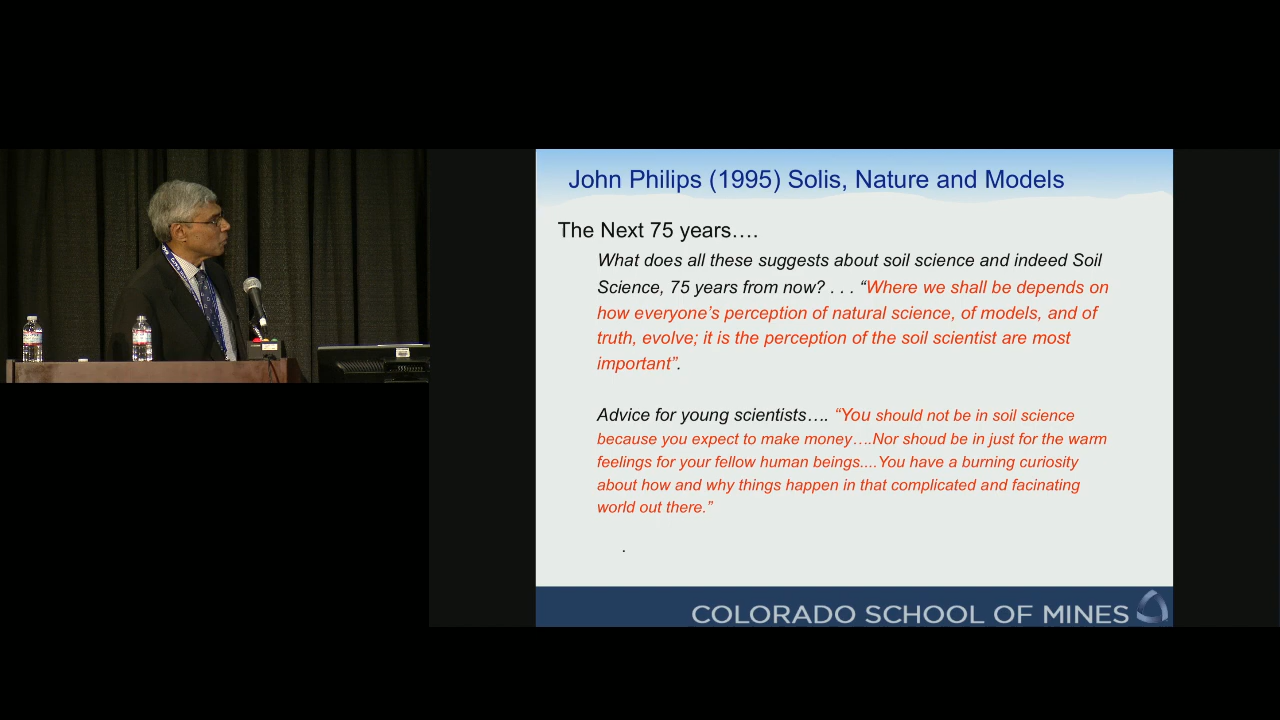 John Philips (1995) Solis, Nature and Models
The Next 75 years….
What does all these suggests about soil science and indeed Soil
Science, 75 years from now? . . . “Where we shall be depends on
how everyone’s perception of natural science, of models, and of
truth, evolve; it is the perception of the soil scientist are most
important”.
Advice for young scientists…. “You should not be in soil science
because you expect to make money….Nor shoud be in just for the warm
feelings for your fellow human beings....You have a burning curiosity
about how and why things happen in that complicated and facinating
world out there.”
.
COLORADO SCHOOL OF MINES